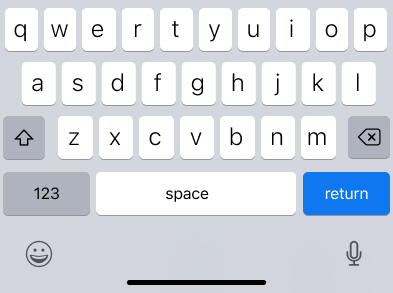 q w e r t y u i o p
a s d f g h j k l
z x c v b n m
123 space return